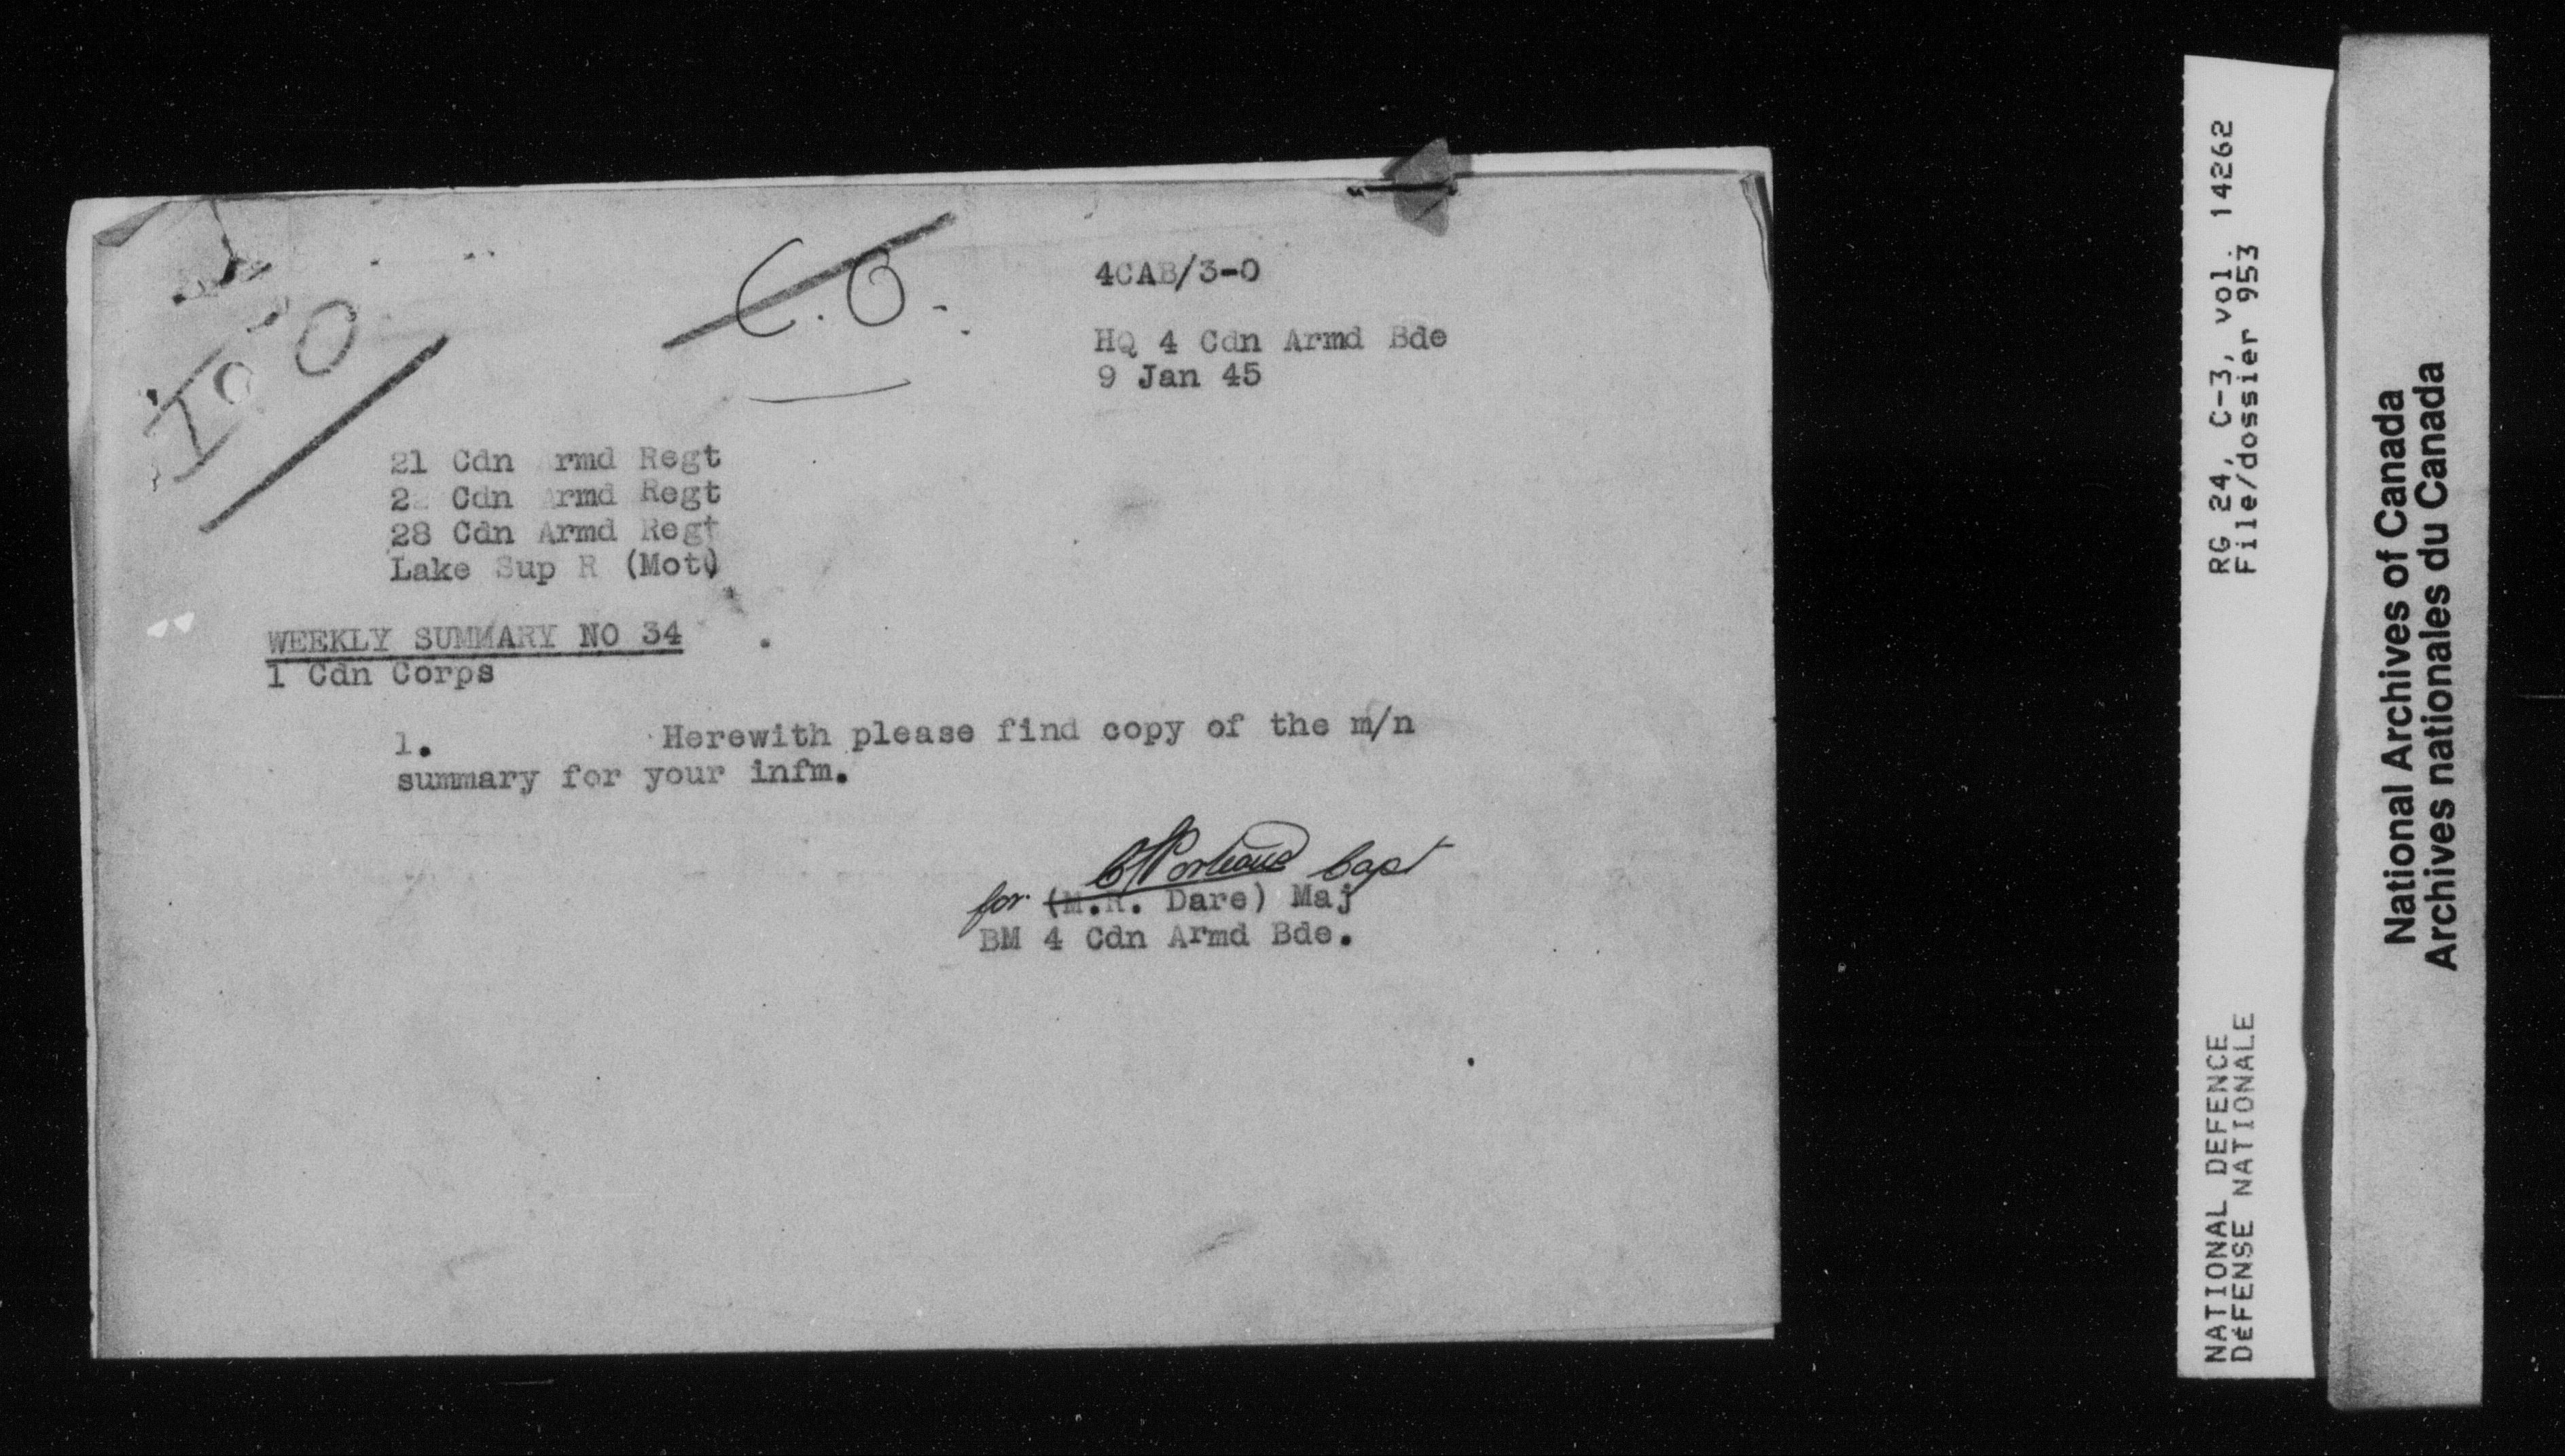 C.O.
I.O
4CAB/3-0
HQ 4 Cdn Armd Bde
9 Jan 45
21 Cdn Armd Regt
2 Cdn Armd Regt
28 Cdn Armd Regt
Lake Sup R (Mot)
WEEKLY SUMMARY NO 34
1 Cdn Corps
1. Herewith please find copy of the m/n
summary for your infm.
Capt
for (M.R. Dare) Maj
BM 4 Cdn Armd Bde.
RG 24, C-3, vol. 14262
File/dossier 953
NATIONAL DEFENCE
DéFENSE NATIONALE
National Archives of Canada
Archives nationales du Canada